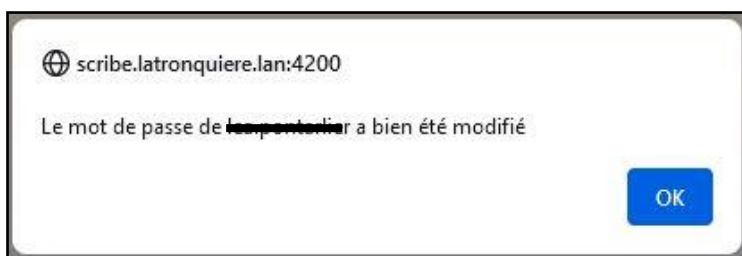 scribe.latronquiere.lan:4200
Le mot de passe de r a bien été modifié
OK